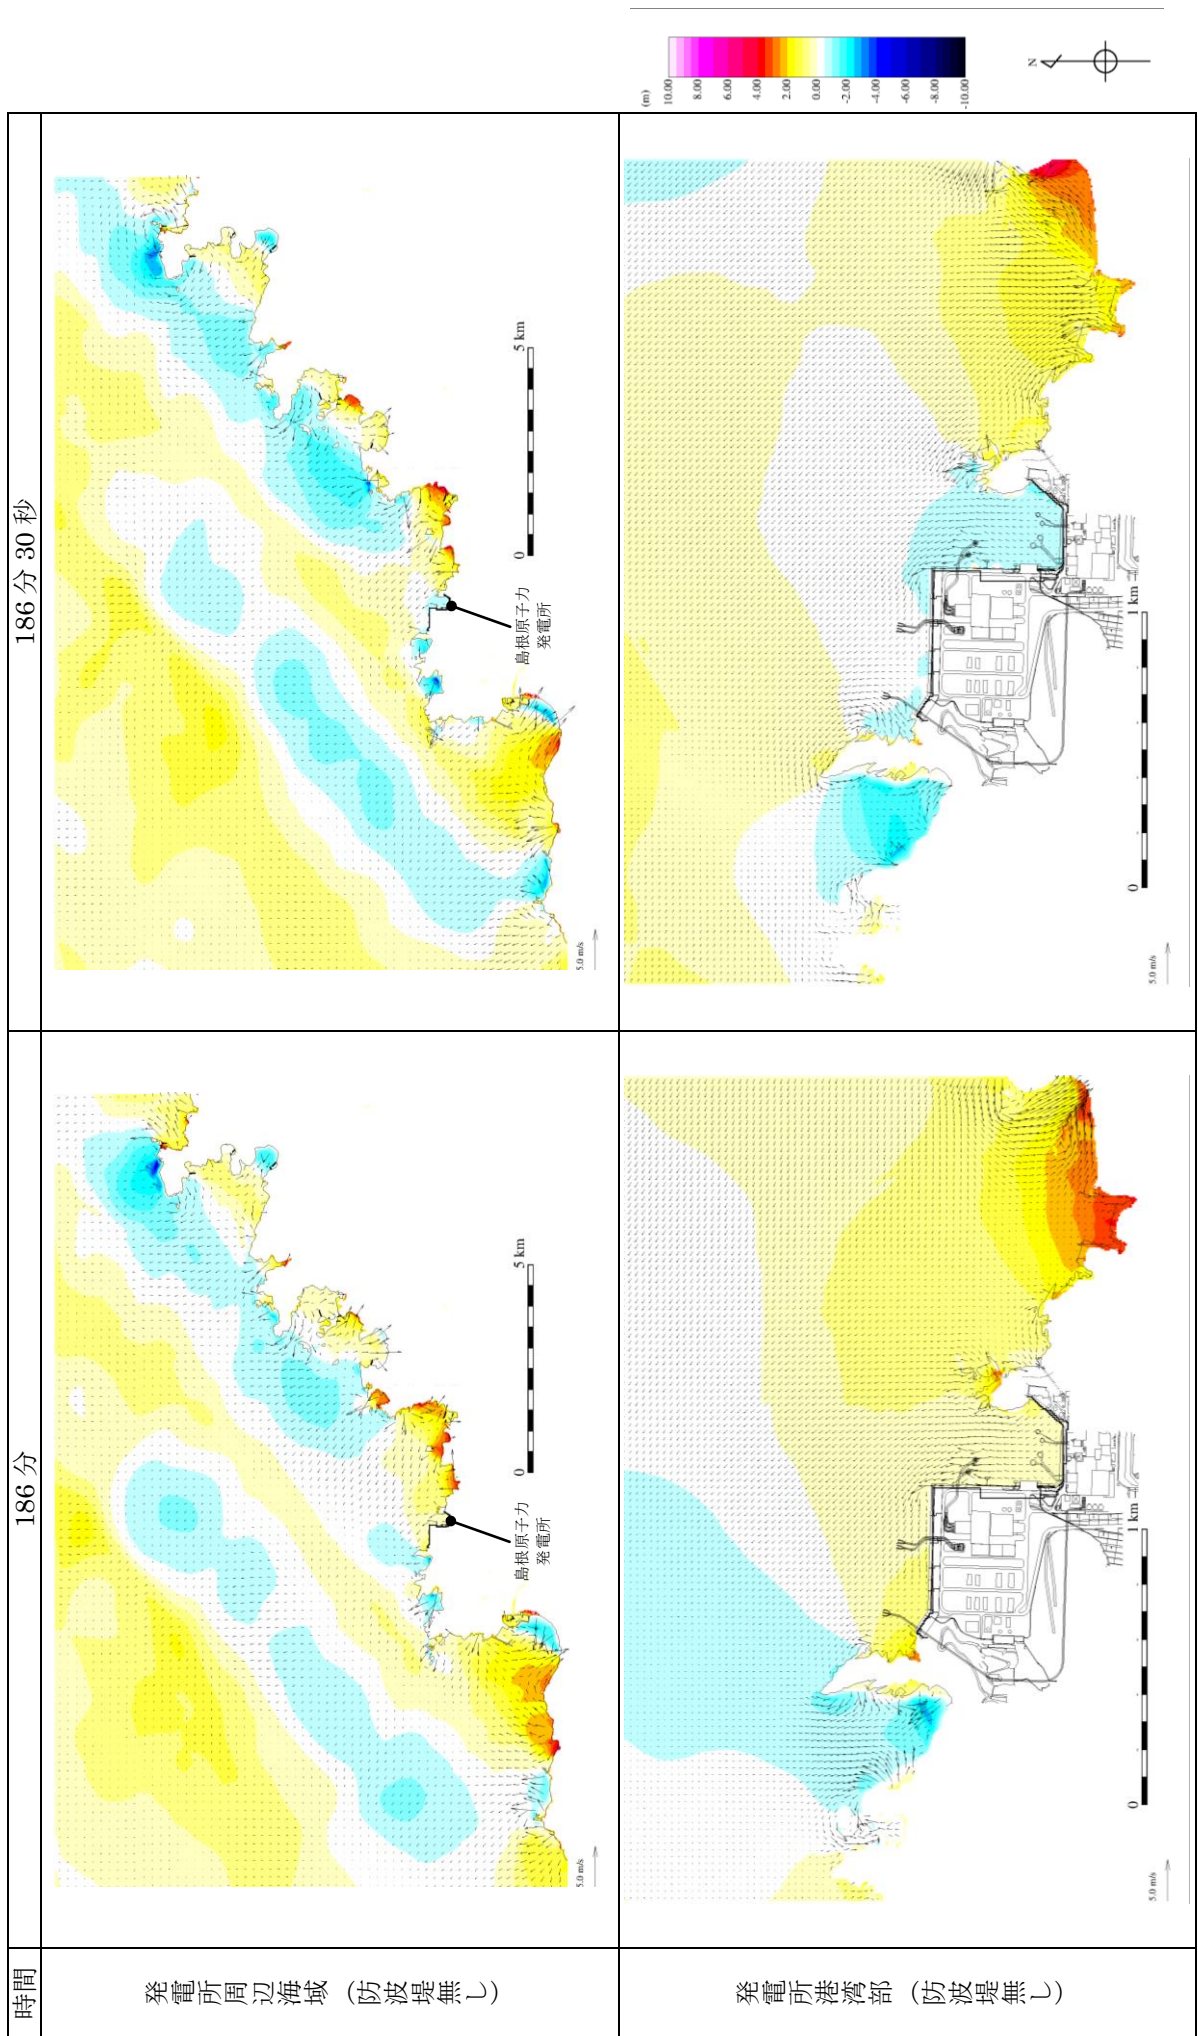 時間
186分
186分30秒
発電所周辺海域（防波堤無し）
島根原子力
発電所
0
5 km
5.0 m/s
島根原子力
発電所
0
5 km
5.0 m/s
発電所港湾部（防波堤無し）
0
1 km
5.0 m/s
0
1 km
5.0 m/s
(m)
10.00
8.00
6.00
4.00
2.00
0.00
-2.00
-4.00
-6.00
-8.00
-10.00
N